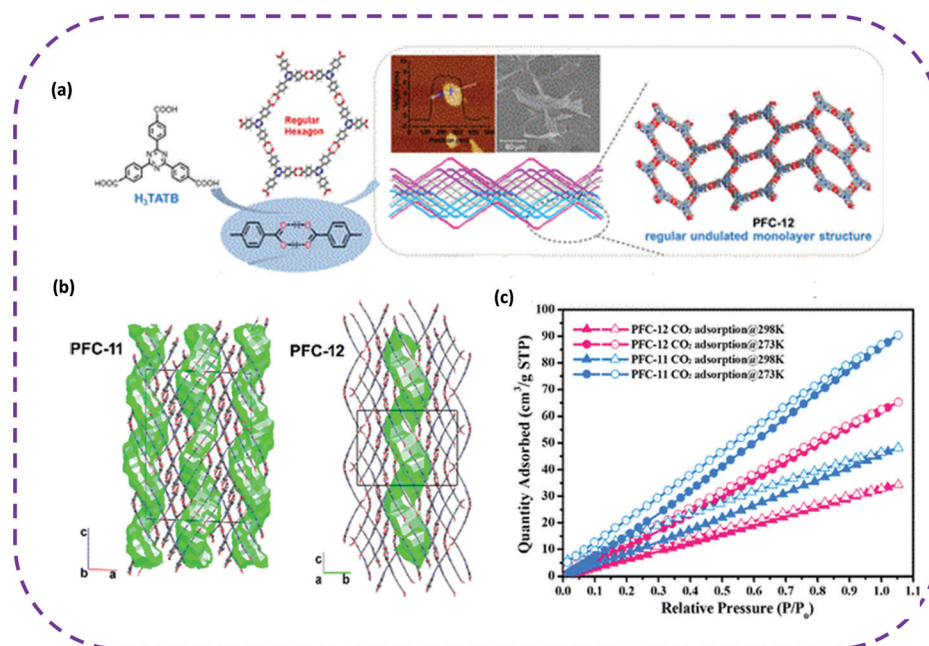 (a)
COOH
HOOC
COOH
H₃TATB
Regular
Hexagon
PFC-12
regular undulated monolayer structure
(b)
PFC-11
PFC-12
c
b
a
c
a
b
(c)
PFC-12 CO₂ adsorption@298K
PFC-12 CO₂ adsorption@273K
PFC-11 CO₂ adsorption@298K
PFC-11 CO₂ adsorption@273K
Quantity Adsorbed (cm³/g STP)
100
90
80
70
60
50
40
30
20
10
0
0.0 0.1 0.2 0.3 0.4 0.5 0.6 0.7 0.8 0.9 1.0 1.1
Relative Pressure (P/P₀)